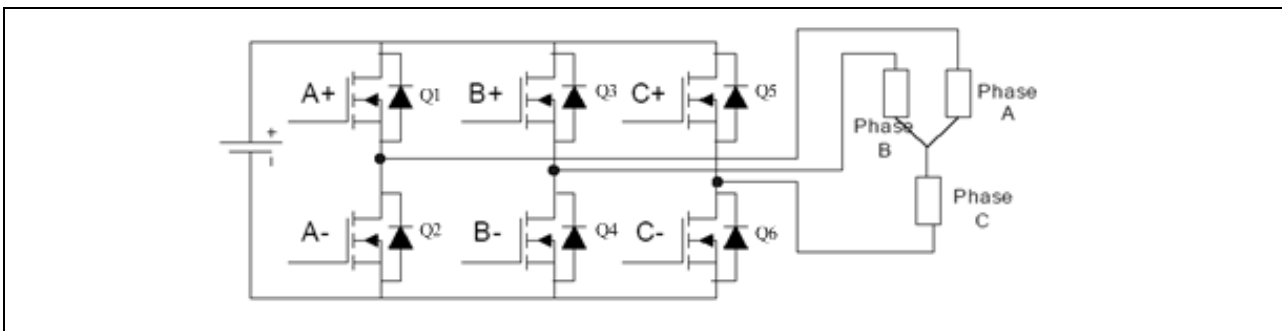 A+
Q1
B+
Q3
C+
Q5
Phase
A
Phase
B
+
-
A-
Q2
B-
Q4
C-
Q6
Phase
C